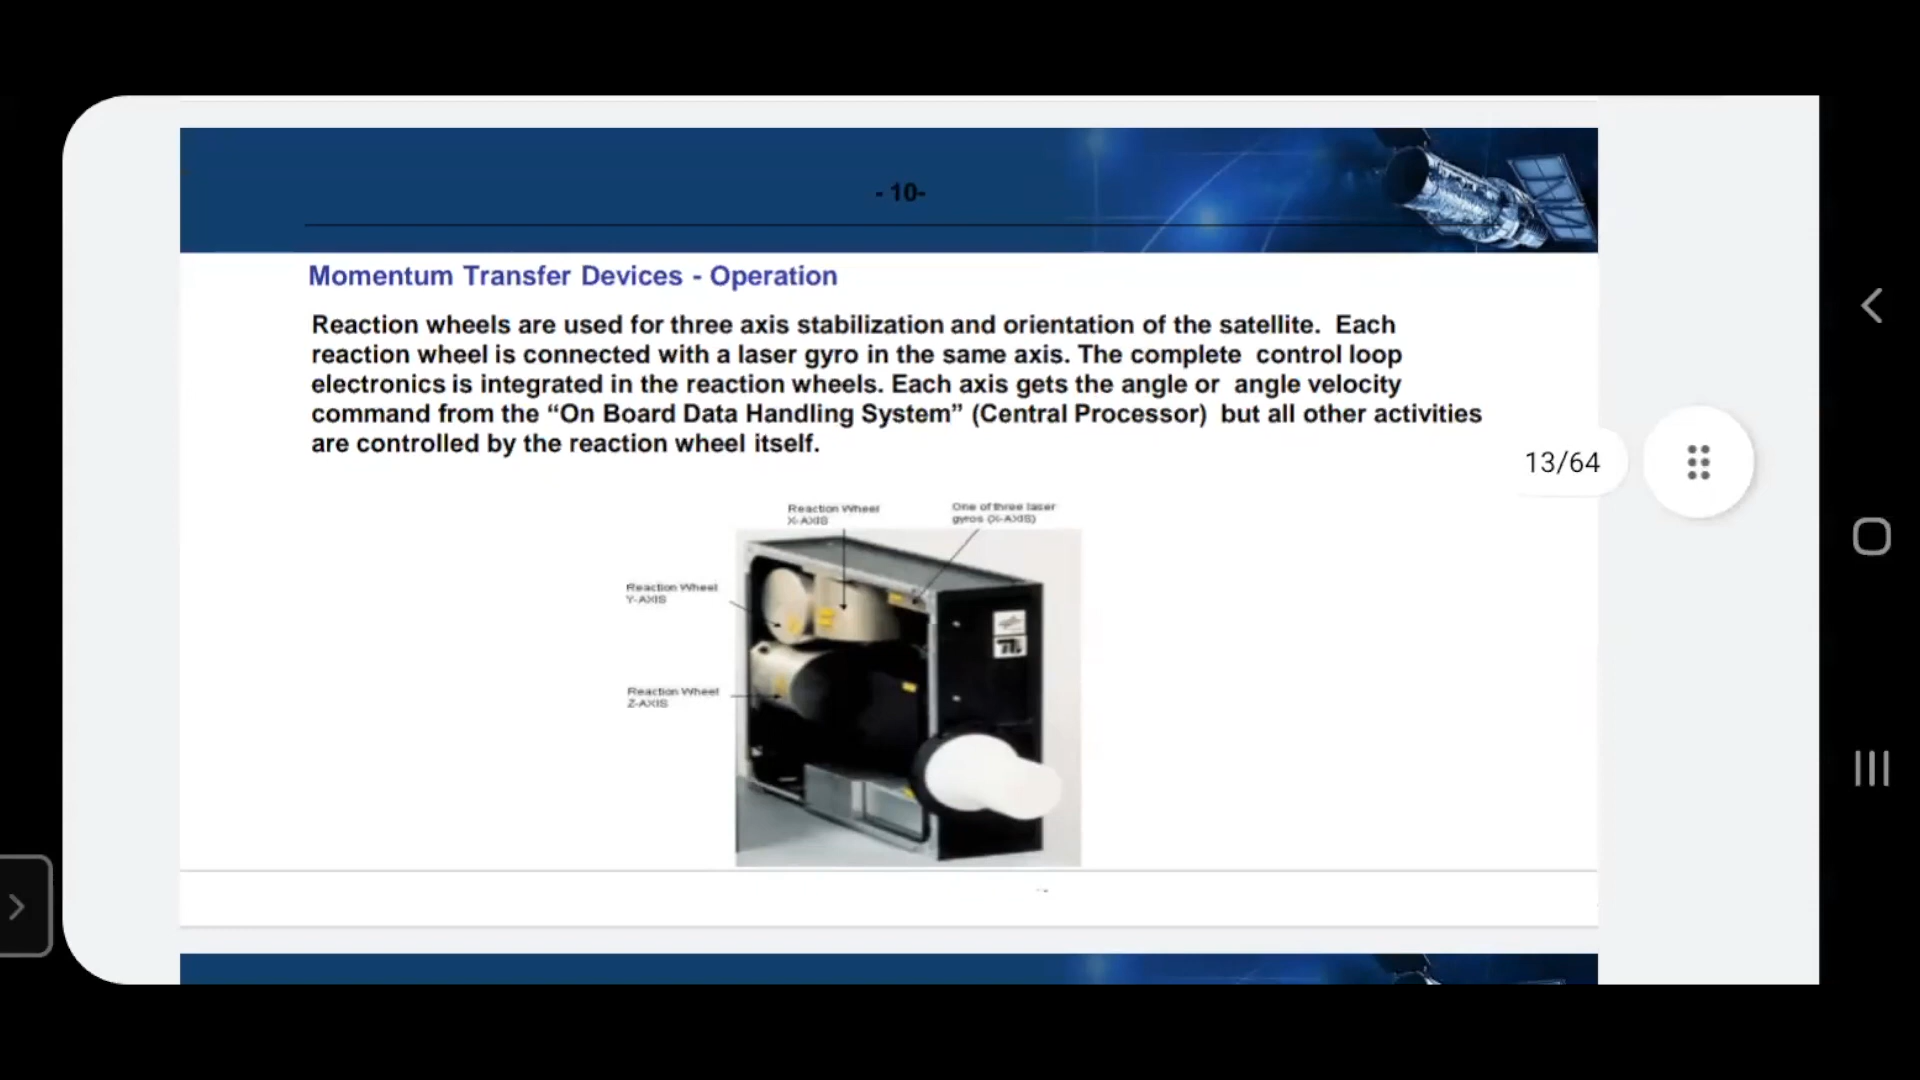 - 10-
Momentum Transfer Devices - Operation
Reaction wheels are used for three axis stabilization and orientation of the satellite. Each
reaction wheel is connected with a laser gyro in the same axis. The complete control loop
electronics is integrated in the reaction wheels. Each axis gets the angle or angle velocity
command from the “On Board Data Handling System” (Central Processor) but all other activities
are controlled by the reaction wheel itself.
13/64
Reaction Wheel
X-AXIS
One of three laser
gyros (X-AXIS)
Reaction Wheel
Y-AXIS
Reaction Wheel
Z-AXIS